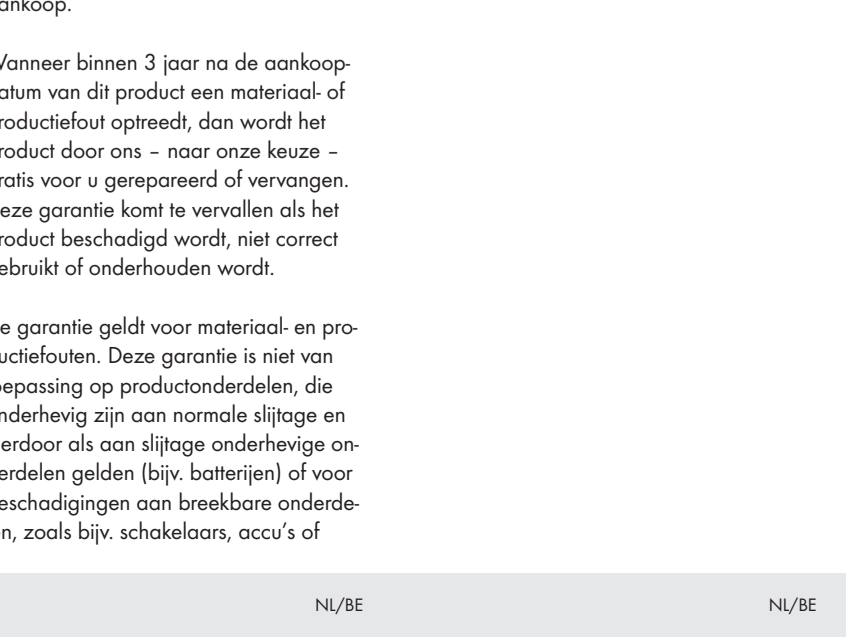 ankoop.
Wanneer binnen 3 jaar na de aankoop-
atum van dit product een materiaal- of
roductiefout optreedt, dan wordt het
roduct door ons – naar onze keuze –
ratis voor u gerepareerd of vervangen.
eze garantie komt te vervallen als het
roduct beschadigd wordt, niet correct
ebruikt of onderhouden wordt.
e garantie geldt voor materiaal- en pro-
uctiefouten. Deze garantie is niet van
oepassing op productonderdelen, die
nderhevig zijn aan normale slijtage en
ierdoor als aan slijtage onderhevige on-
erdelen gelden (bijv. batterijen) of voor
eschadigingen aan breekbare onderde-
en, zoals bijv. schakelaars, accu’s of
NL/BE NL/BE